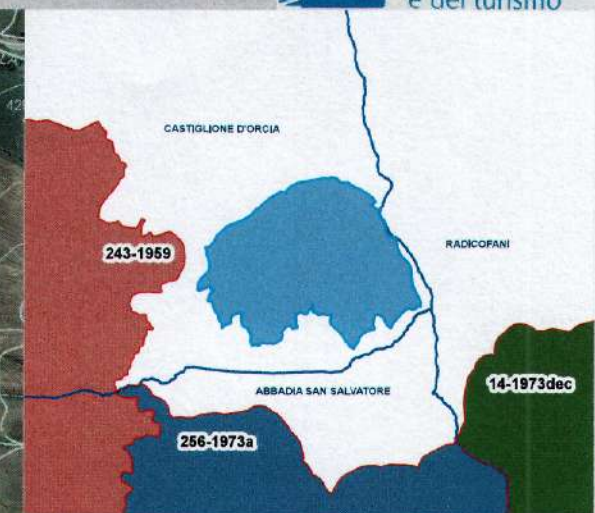 e del turismo
CASTIGLIONE D'ORCIA
RADICOFANI
243-1959
14-1973dec
ABBADIA SAN SALVATORE
256-1973a